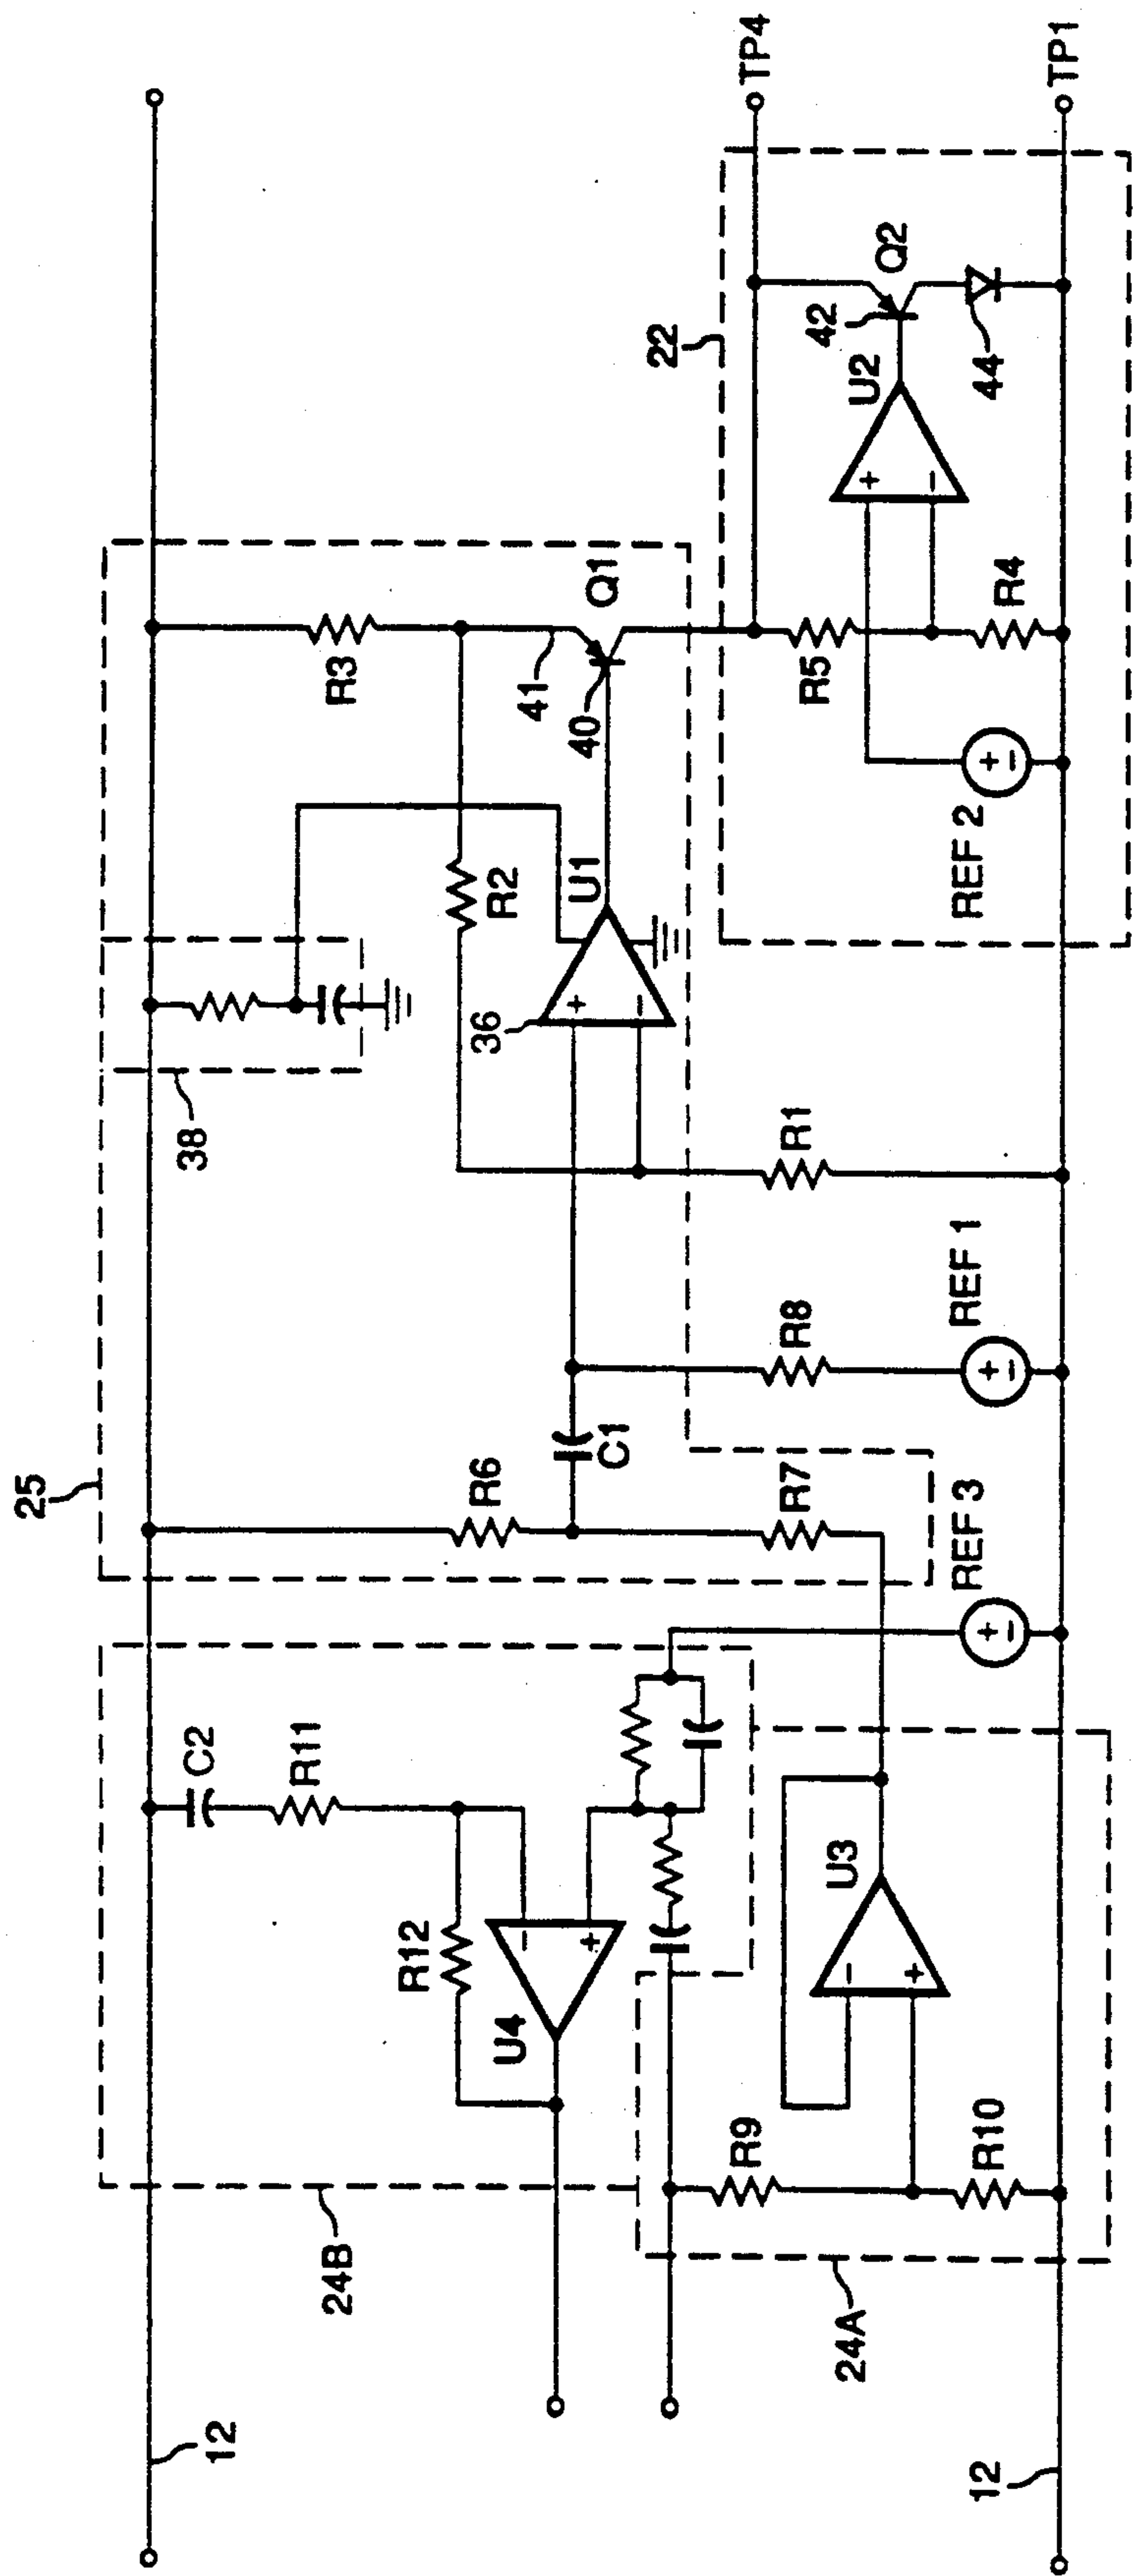 25
38
R3
41
40
Q1
R2
U1
36
+
−
R1
R8
REF 1
+
−
C1
R6
R7
REF 3
+
−
22
TP4
TP1
42
Q2
U2
+
−
44
R5
R4
REF 2
+
−
C2
R11
R12
U4
−
+
24B
U3
−
+
R9
R10
24A
12
12